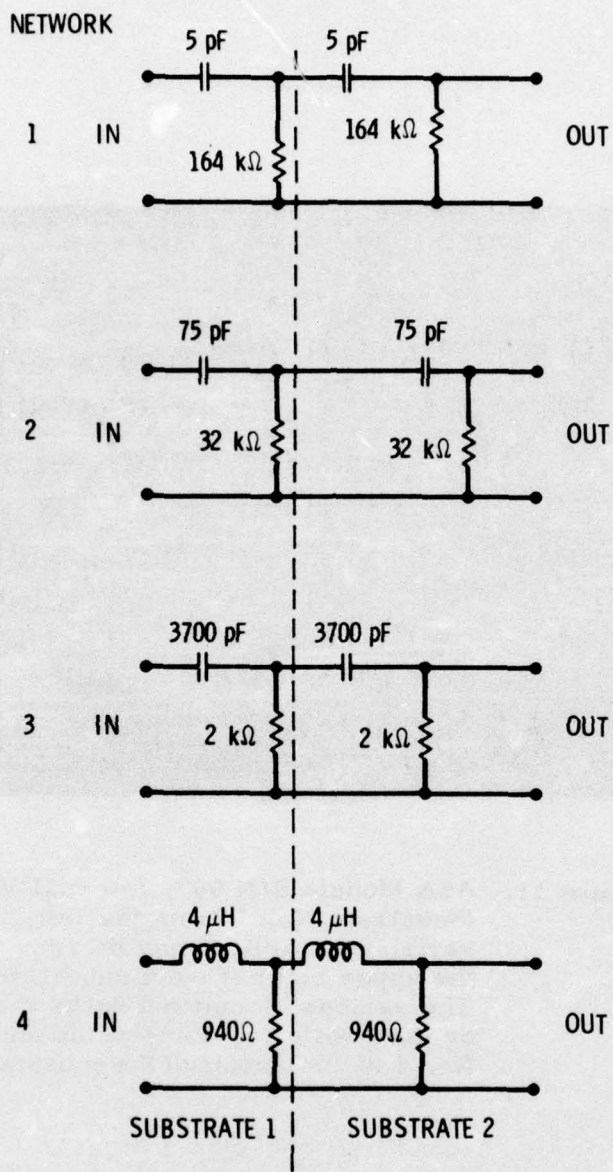 NETWORK
5 pF 5 pF
1 IN 164 kΩ 164 kΩ OUT
75 pF 75 pF
2 IN 32 kΩ 32 kΩ OUT
3700 pF 3700 pF
3 IN 2 kΩ 2 kΩ OUT
4 μH 4 μH
4 IN 940Ω 940Ω OUT
SUBSTRATE 1 SUBSTRATE 2